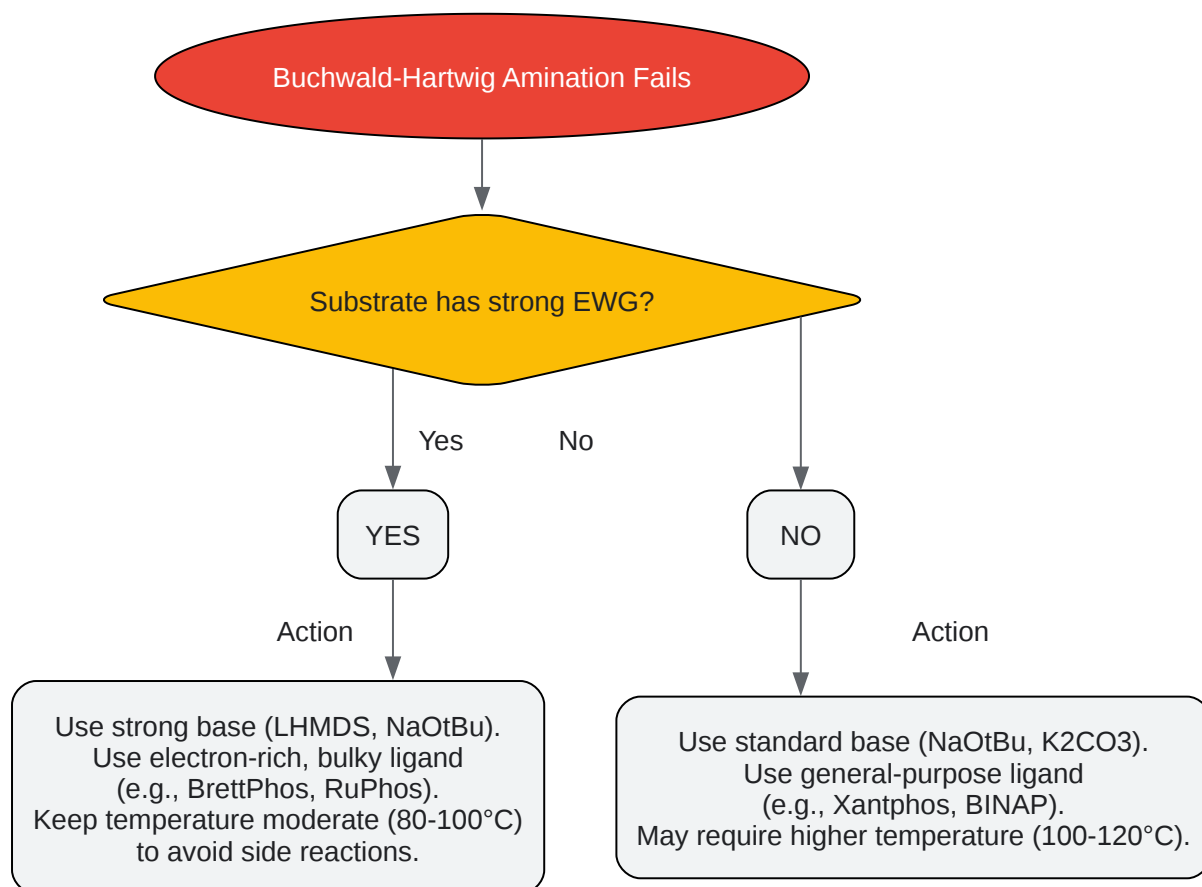 Buchwald-Hartwig Amination Fails
Substrate has strong EWG?
Yes
No
YES
NO
Action
Action
Use strong base (LHMDS, NaOtBu).
Use electron-rich, bulky ligand
(e.g., BrettPhos, RuPhos).
Keep temperature moderate (80-100°C)
to avoid side reactions.
Use standard base (NaOtBu, K2CO3).
Use general-purpose ligand
(e.g., Xantphos, BINAP).
May require higher temperature (100-120°C).